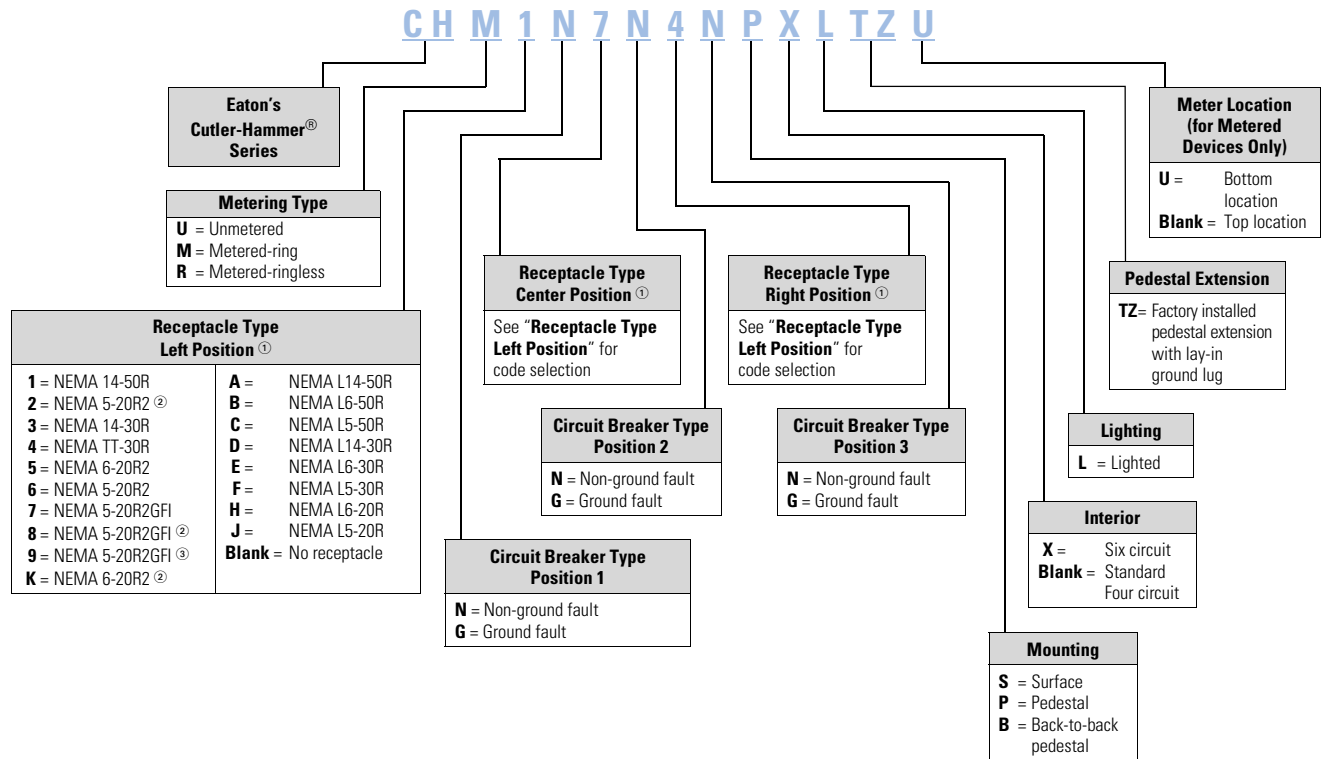 CH M 1 N 7 N 4 N P X L TZ U
Eaton's
Cutler-Hammer®
Series
Metering Type
U = Unmetered
M = Metered-ring
R = Metered-ringless
Receptacle Type
Left Position ①
1 = NEMA 14-50R
2 = NEMA 5-20R2 ②
3 = NEMA 14-30R
4 = NEMA TT-30R
5 = NEMA 6-20R2
6 = NEMA 5-20R2
7 = NEMA 5-20R2GFI
8 = NEMA 5-20R2GFI ②
9 = NEMA 5-20R2GFI ③
K = NEMA 6-20R2 ②
A = NEMA L14-50R
B = NEMA L6-50R
C = NEMA L5-50R
D = NEMA L14-30R
E = NEMA L6-30R
F = NEMA L5-30R
H = NEMA L6-20R
J = NEMA L5-20R
Blank = No receptacle
Circuit Breaker Type
Position 1
N = Non-ground fault
G = Ground fault
Receptacle Type
Center Position ①
See "Receptacle Type
Left Position" for
code selection
Circuit Breaker Type
Position 2
N = Non-ground fault
G = Ground fault
Receptacle Type
Right Position ①
See "Receptacle Type
Left Position" for
code selection
Circuit Breaker Type
Position 3
N = Non-ground fault
G = Ground fault
Mounting
S = Surface
P = Pedestal
B = Back-to-back
pedestal
Interior
X = Six circuit
Blank = Standard
Four circuit
Lighting
L = Lighted
Pedestal Extension
TZ= Factory installed
pedestal extension
with lay-in
ground lug
Meter Location
(for Metered
Devices Only)
U = Bottom
location
Blank = Top location